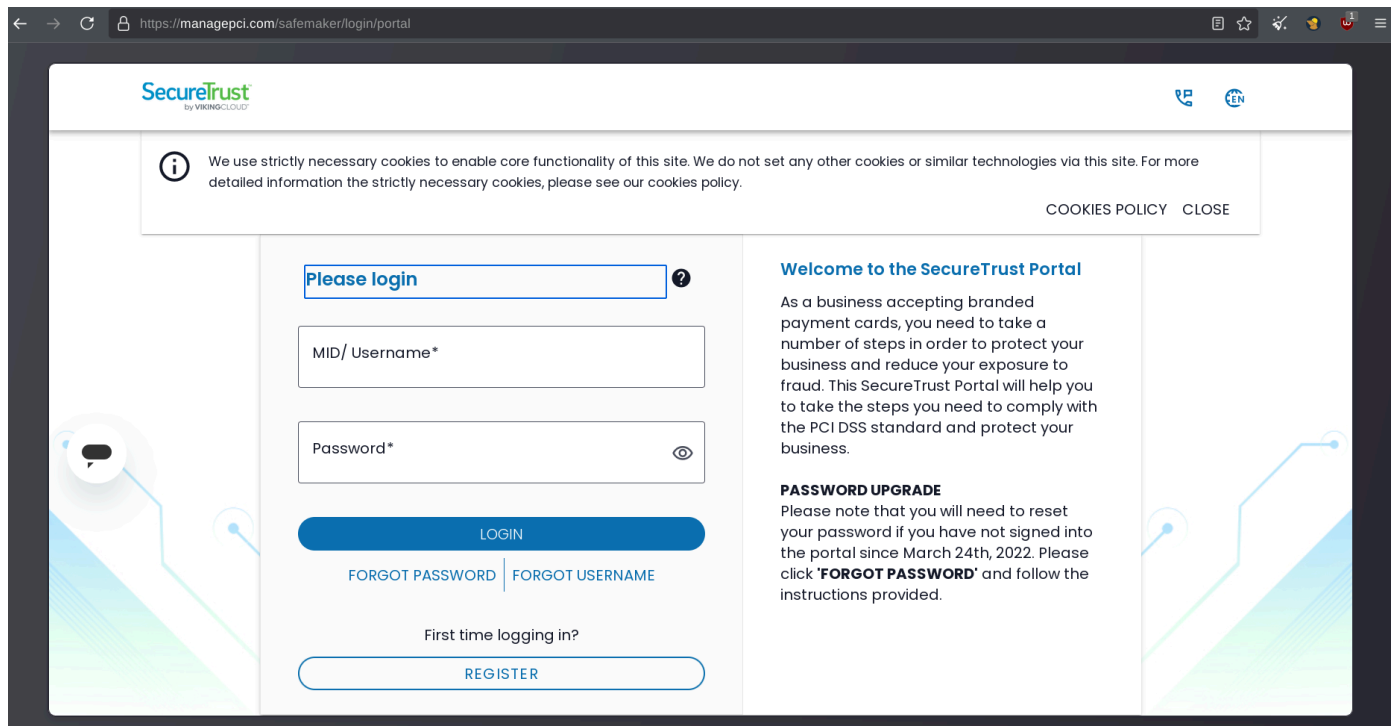 https://managepci.com/safemaker/login/portal
1
SecureTrust™
by VIKINGCLOUD™
EN
We use strictly necessary cookies to enable core functionality of this site. We do not set any other cookies or similar technologies via this site. For more
detailed information the strictly necessary cookies, please see our cookies policy.
COOKIES POLICY CLOSE
Please login
?
MID/ Username*
Password*
LOGIN
FORGOT PASSWORD FORGOT USERNAME
First time logging in?
REGISTER
Welcome to the SecureTrust Portal
As a business accepting branded
payment cards, you need to take a
number of steps in order to protect your
business and reduce your exposure to
fraud. This SecureTrust Portal will help you
to take the steps you need to comply with
the PCI DSS standard and protect your
business.
PASSWORD UPGRADE
Please note that you will need to reset
your password if you have not signed into
the portal since March 24th, 2022. Please
click 'FORGOT PASSWORD' and follow the
instructions provided.